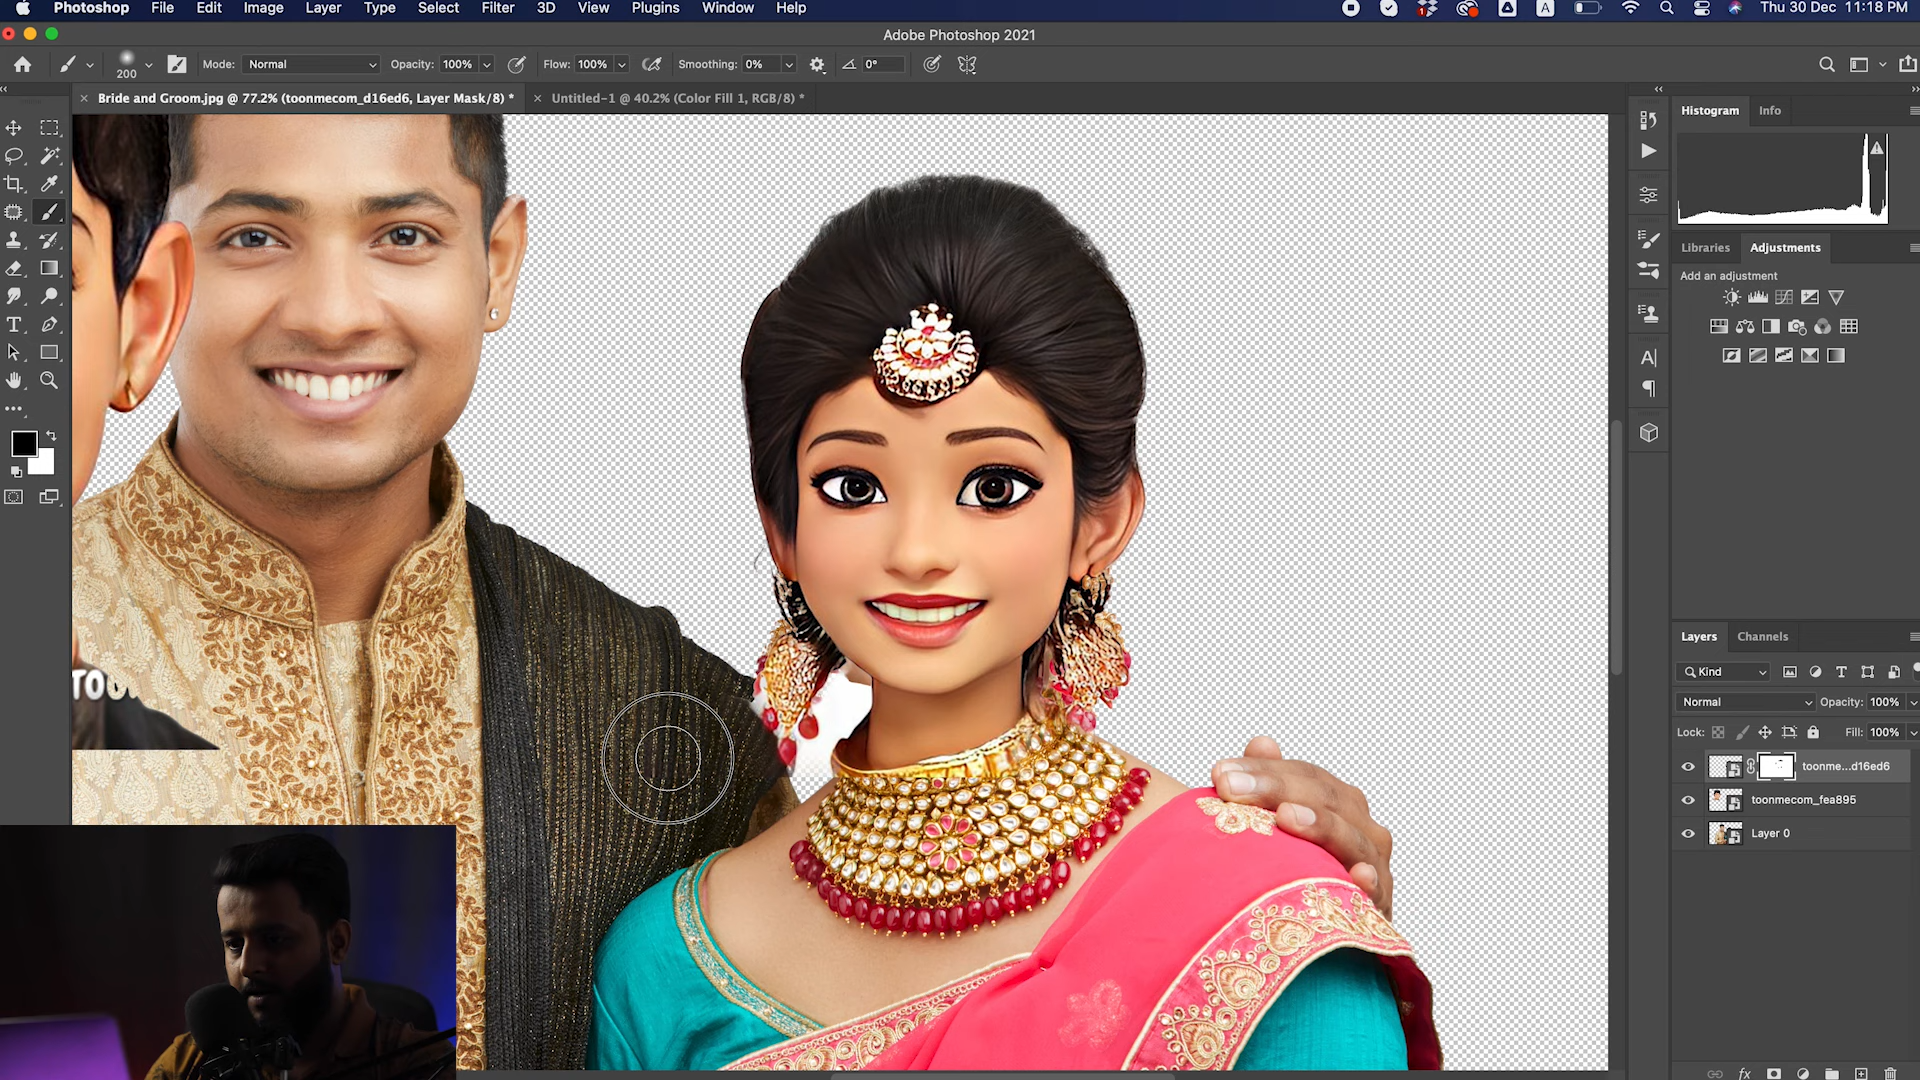 Photoshop File Edit Image Layer Type Select Filter 3D View Plugins Window Help A Thu 30 Dec 11:18 PM
Adobe Photoshop 2021
200 Mode: Normal Opacity: 100% Flow: 100% Smoothing: 0% 0°
Bride and Groom.jpg @ 77.2% (toonmecom_d16ed6, Layer Mask/8) * Untitled-1 @ 40.2% (Color Fill 1, RGB/8) *
Histogram Info
Libraries Adjustments
Add an adjustment
Layers Channels
Kind
Normal Opacity: 100%
Lock: Fill: 100%
toonme...d16ed6
toonmecom_fea895
Layer 0